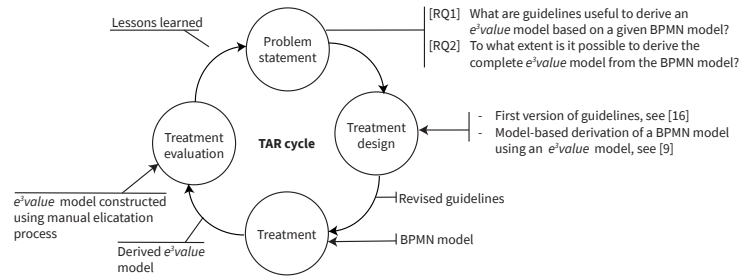 Lessons learned
Problem
statement
[RQ1] What are guidelines useful to derive an
e³value model based on a given BPMN model?
[RQ2] To what extent is it possible to derive the
complete e³value model from the BPMN model?
Treatment
evaluation
TAR cycle
Treatment
design
- First version of guidelines, see [16]
- Model-based derivation of a BPMN model
using an e³value model, see [9]
e³value model constructed
using manual elicatation
process
Revised guidelines
Treatment
BPMN model
Derived e³value
model